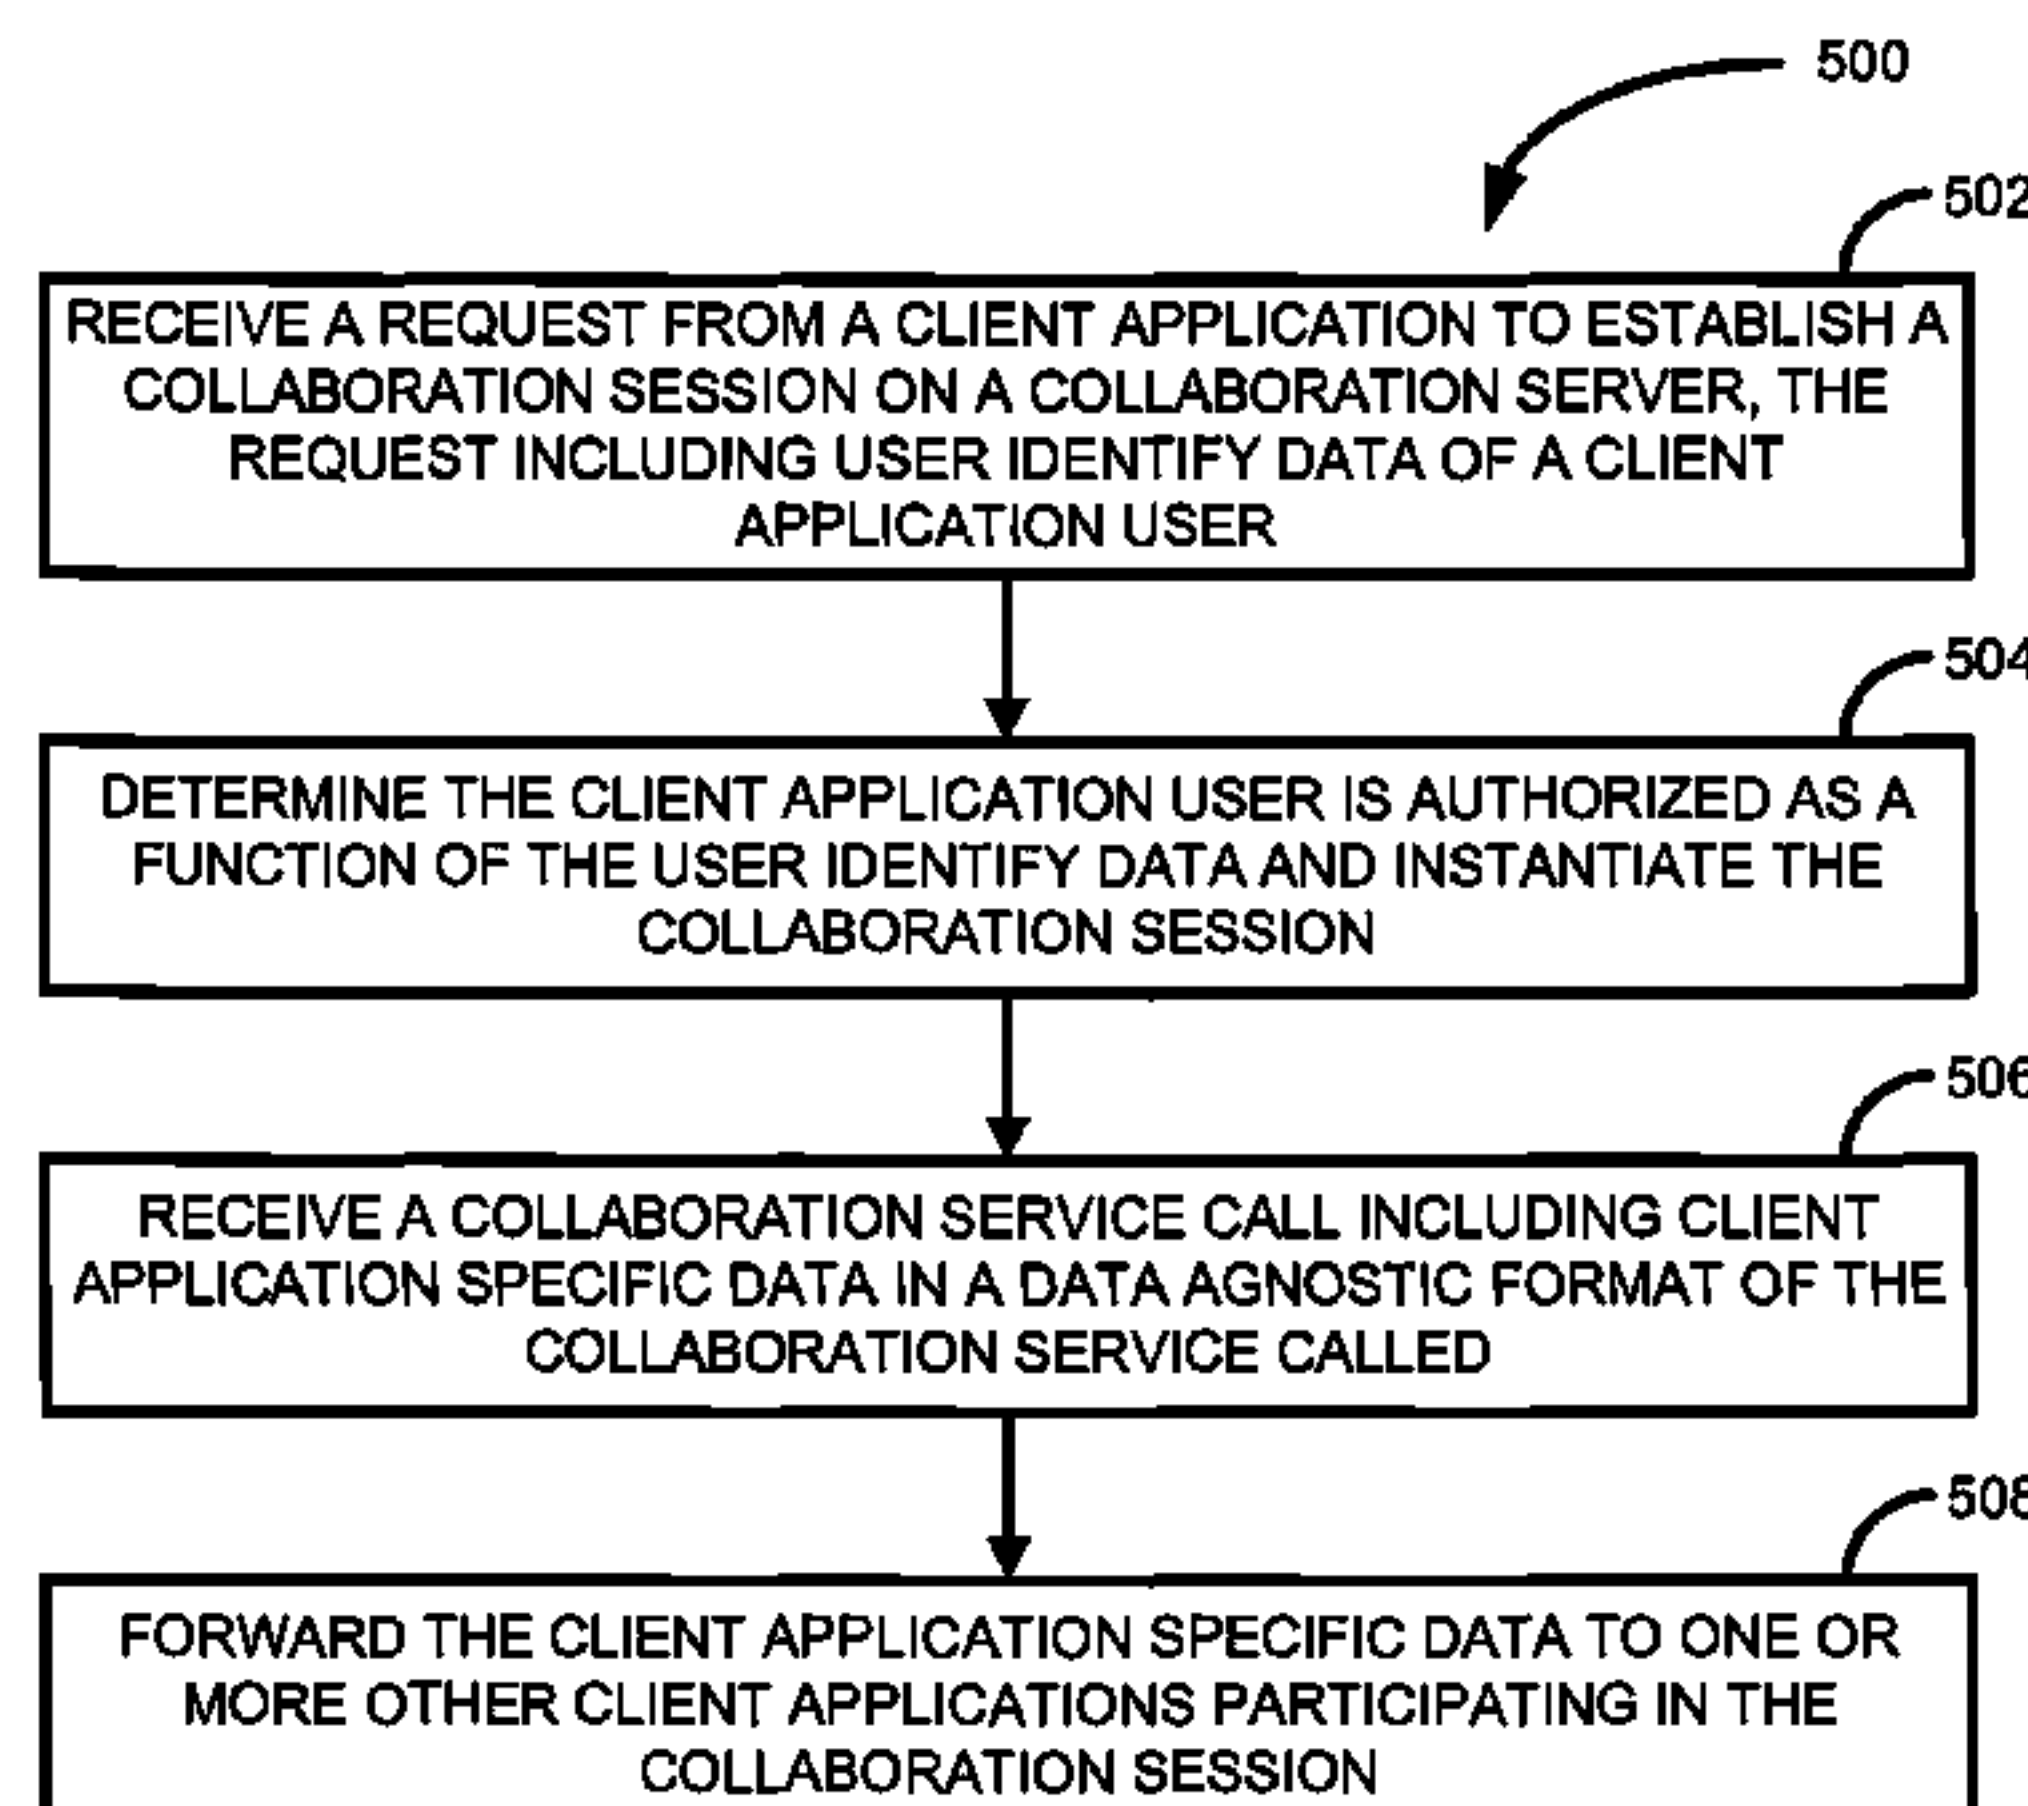 500
502
RECEIVE A REQUEST FROM A CLIENT APPLICATION TO ESTABLISH A
COLLABORATION SESSION ON A COLLABORATION SERVER, THE
REQUEST INCLUDING USER IDENTIFY DATA OF A CLIENT
APPLICATION USER
504
DETERMINE THE CLIENT APPLICATION USER IS AUTHORIZED AS A
FUNCTION OF THE USER IDENTIFY DATA AND INSTANTIATE THE
COLLABORATION SESSION
506
RECEIVE A COLLABORATION SERVICE CALL INCLUDING CLIENT
APPLICATION SPECIFIC DATA IN A DATA AGNOSTIC FORMAT OF THE
COLLABORATION SERVICE CALLED
508
FORWARD THE CLIENT APPLICATION SPECIFIC DATA TO ONE OR
MORE OTHER CLIENT APPLICATIONS PARTICIPATING IN THE
COLLABORATION SESSION